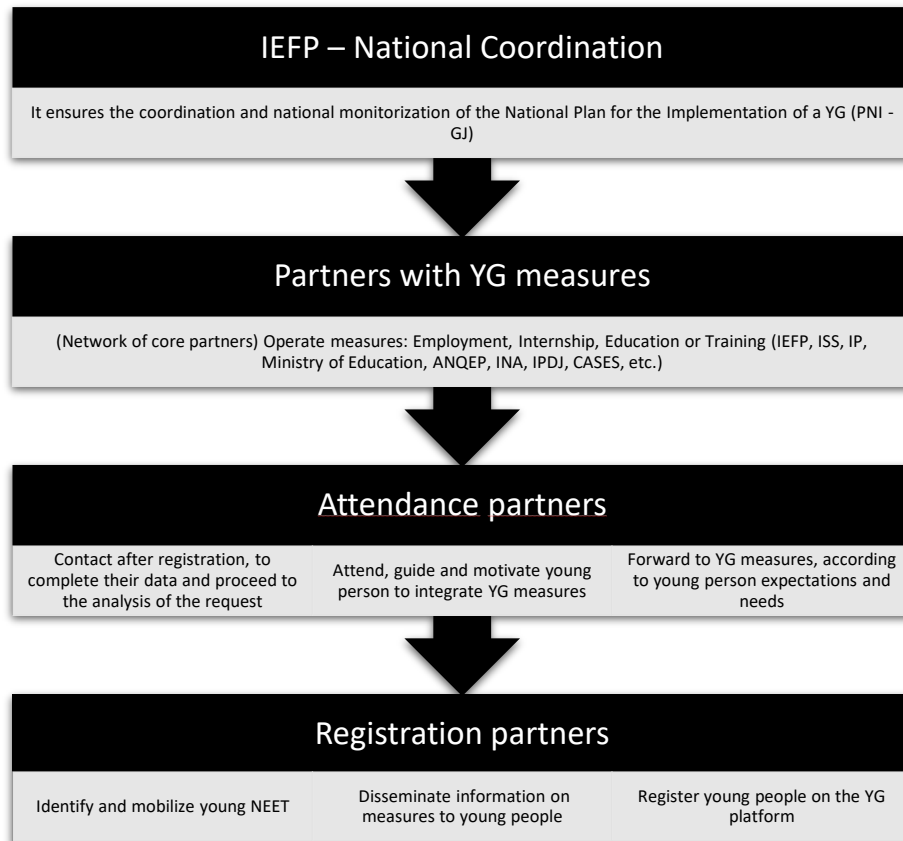 IEFP – National Coordination
It ensures the coordination and national monitorization of the National Plan for the Implementation of a YG (PNI -
GJ)
Partners with YG measures
(Network of core partners) Operate measures: Employment, Internship, Education or Training (IEFP, ISS, IP,
Ministry of Education, ANQEP, INA, IPDJ, CASES, etc.)
Attendance partners
Contact after registration, to
complete their data and proceed to
the analysis of the request
Attend, guide and motivate young
person to integrate YG measures
Forward to YG measures, according
to young person expectations and
needs
Registration partners
Identify and mobilize young NEET
Disseminate information on
measures to young people
Register young people on the YG
platform